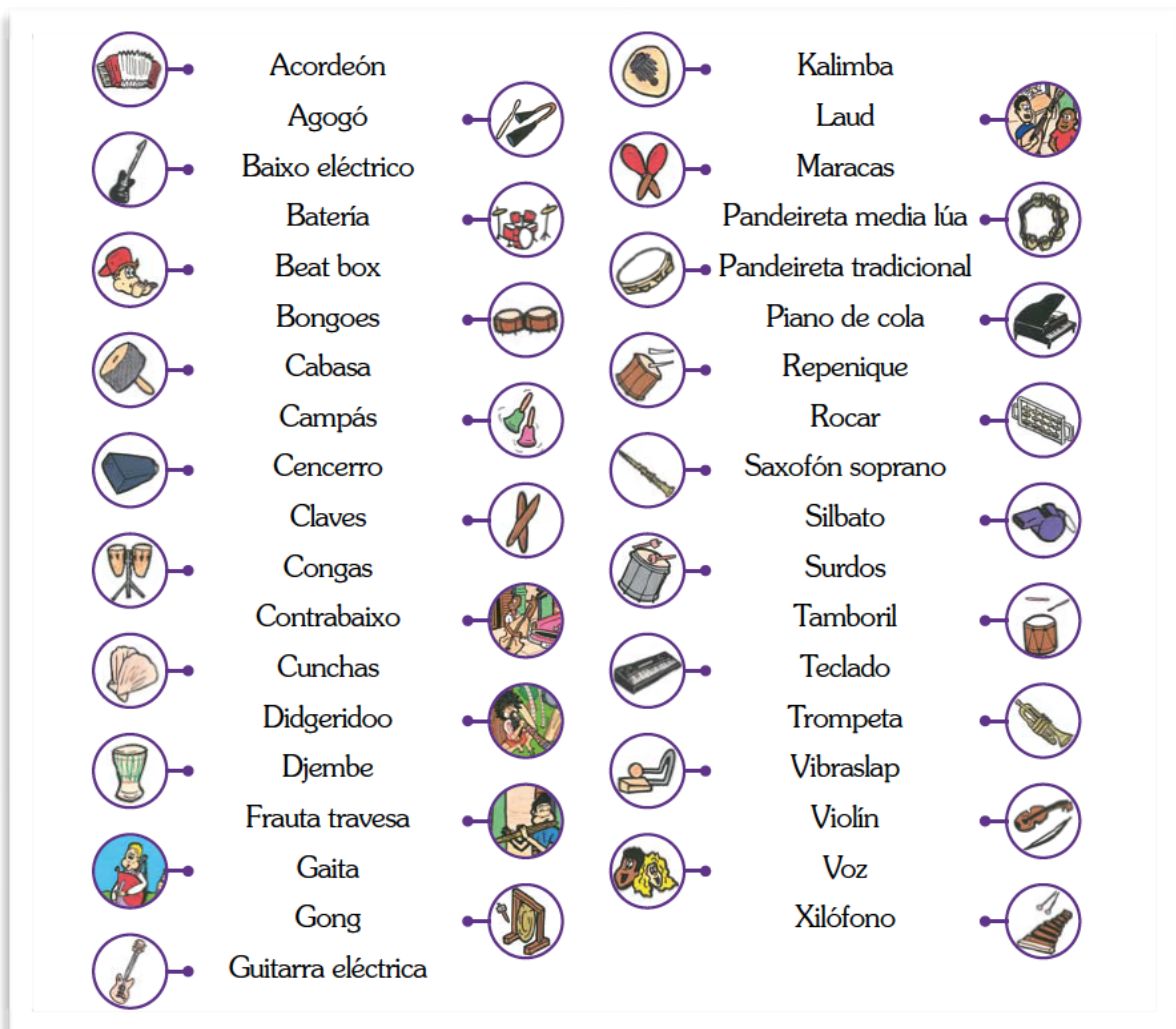 Acordeón
Agogó
Baixo eléctrico
Batería
Beat box
Bongoes
Cabasa
Campás
Cencerro
Claves
Congas
Contrabaixo
Cunchas
Didgeridoo
Djembe
Frauta travesa
Gaita
Gong
Guitarra eléctrica
Kalimba
Laud
Maracas
Pandeireta media lúa
Pandeireta tradicional
Piano de cola
Repenique
Rocar
Saxofón soprano
Silbato
Surdos
Tamboril
Teclado
Trompeta
Vibraslap
Violín
Voz
Xilófono